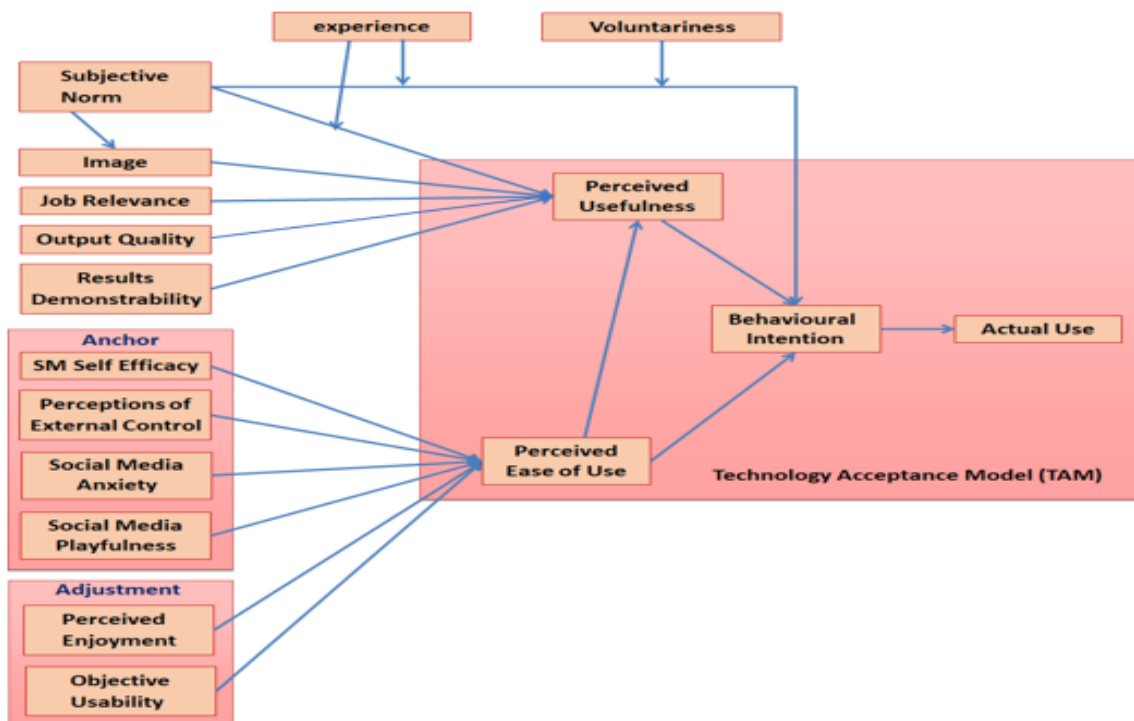 experience
Voluntariness
Subjective
Norm
Image
Job Relevance
Output Quality
Results
Demonstrability
Perceived
Usefulness
Behavioural
Intention
Actual Use
Perceived
Ease of Use
Technology Acceptance Model (TAM)
Anchor
SM Self Efficacy
Perceptions of
External Control
Social Media
Anxiety
Social Media
Playfulness
Adjustment
Perceived
Enjoyment
Objective
Usability